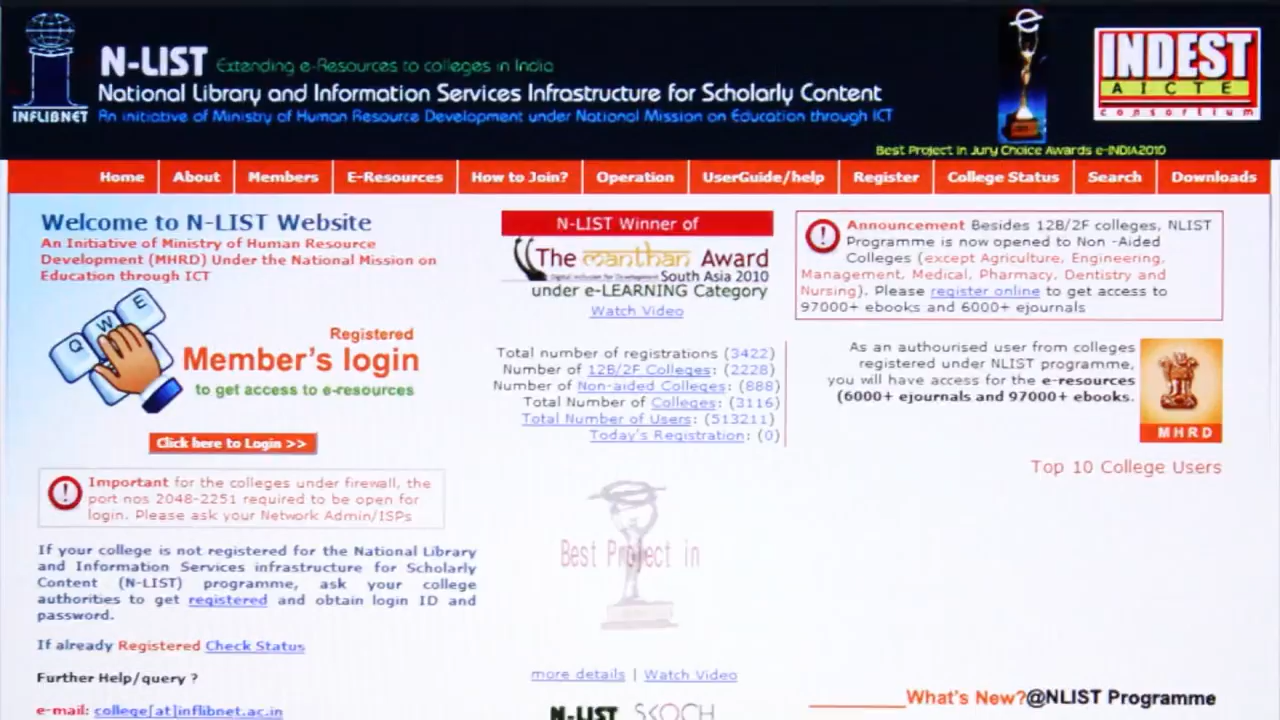 INFLIBNET
N-LIST Extending e-Resources to colleges in India
National Library and Information Services Infrastructure for Scholarly Content
An initiative of Ministry of Human Resource Development under National Mission on Education through ICT
INDEST
AICTE
consortium
Best Project in Jury Choice Awards e-INDIA2010
Home About Members E-Resources How to Join? Operation UserGuide/help Register College Status Search Downloads
Welcome to N-LIST Website
An Initiative of Ministry of Human Resource
Development (MHRD) Under the National Mission on
Education through ICT
Q W E
Registered
Member's login
to get access to e-resources
Click here to Login >>
Important for the colleges under firewall, the
port nos 2048-2251 required to be open for
login. Please ask your Network Admin/ISPs
If your college is not registered for the National Library
and Information Services infrastructure for Scholarly
Content (N-LIST) programme, ask your college
authorities to get registered and obtain login ID and
password.
If already Registered Check Status
Further Help/query ?
e-mail: college[at]inflibnet.ac.in
N-LIST Winner of
The manthan Award
Digital Inclusion for Development South Asia 2010
under e-LEARNING Category
Watch Video
Total number of registrations (3422)
Number of 12B/2F Colleges: (2228)
Number of Non-aided Colleges: (888)
Total Number of Colleges: (3116)
Total Number of Users: (513211)
Today's Registration: (0)
Best Project in
more details | Watch Video
N-LIST SKOCH
Announcement Besides 12B/2F colleges, NLIST
Programme is now opened to Non -Aided
Colleges (except Agriculture, Engineering,
Management, Medical, Pharmacy, Dentistry and
Nursing). Please register online to get access to
97000+ ebooks and 6000+ ejournals
As an authourised user from colleges
registered under NLIST programme,
you will have access for the e-resources
(6000+ ejournals and 97000+ ebooks.
MHRD
Top 10 College Users
What's New?@NLIST Programme